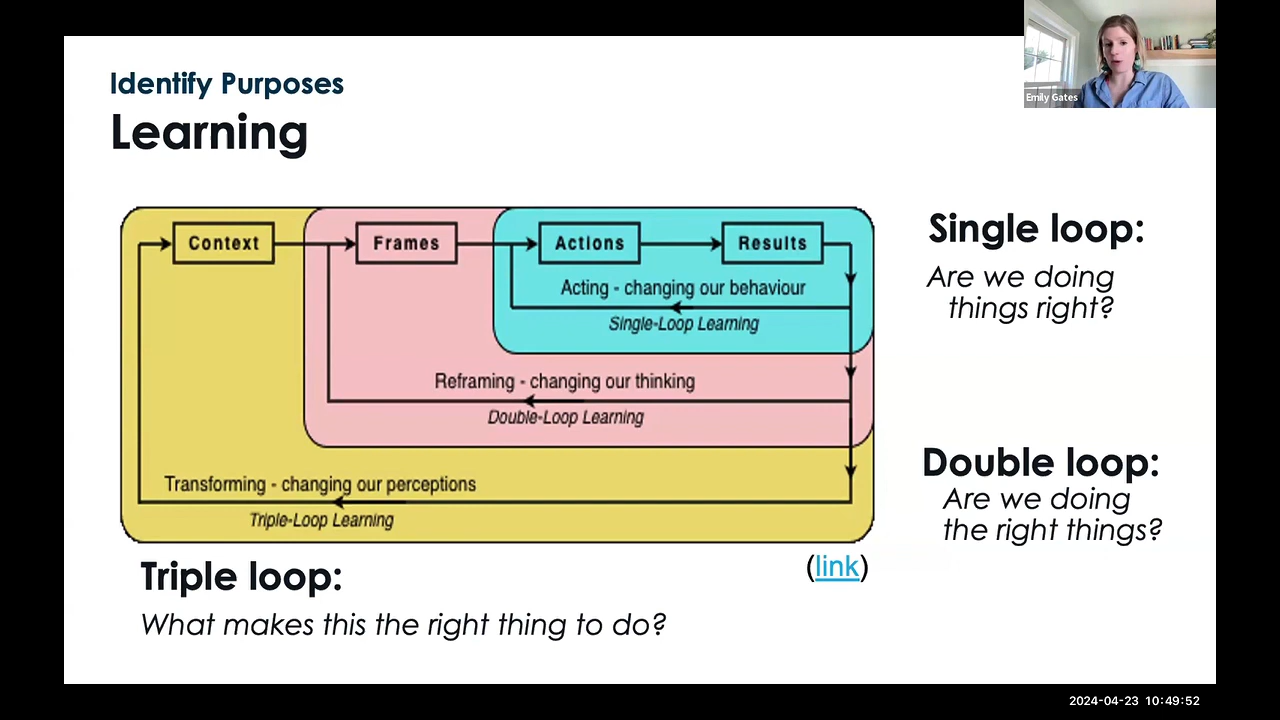 Identify Purposes
Learning
Emily Gates
Context
Frames
Actions
Results
Acting - changing our behaviour
Single-Loop Learning
Reframing - changing our thinking
Double-Loop Learning
Transforming - changing our perceptions
Triple-Loop Learning
Single loop:
Are we doing
things right?
Double loop:
Are we doing
the right things?
(link)
Triple loop:
What makes this the right thing to do?
2024-04-23 10:49:52